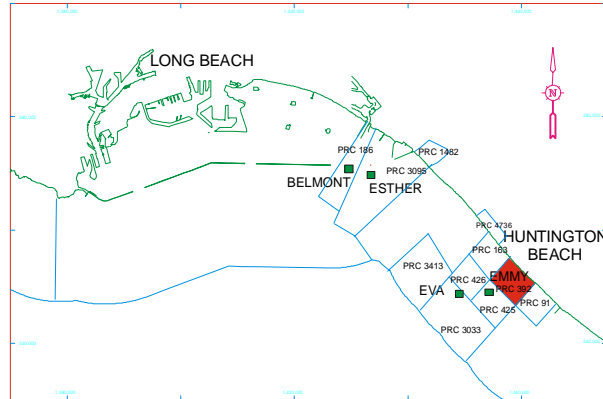 LONG BEACH
N
PRC 186
PRC 1482
PRC 3095
BELMONT
ESTHER
PRC 4736
HUNTINGTON
BEACH
PRC 163
PRC 3413
PRC 426
EMMY
EVA
PRC 392
PRC 91
PRC 425
PRC 3033